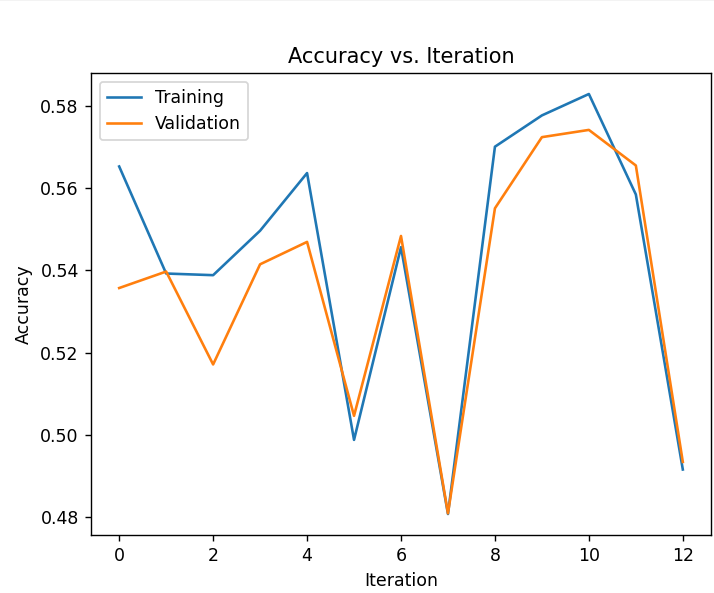 Accuracy vs. Iteration
Training
Validation
0.58
0.56
0.54
0.52
0.50
0.48
Accuracy
0 2 4 6 8 10 12
Iteration